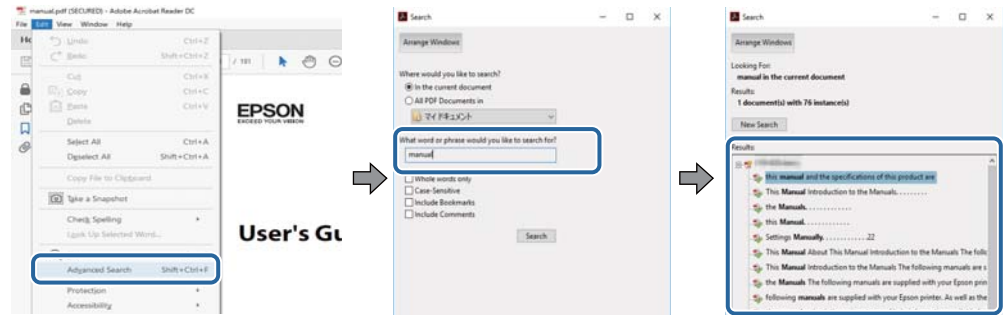 manual.pdf (SECURED) - Adobe Acrobat Reader DC
File Edit View Window Help
Undo Ctrl+Z
Redo Shift+Ctrl+Z
Cut Ctrl+X
Copy Ctrl+C
Paste Ctrl+V
Delete
Select All Ctrl+A
Deselect All Shift+Ctrl+A
Copy File to Clipboard
Take a Snapshot
Check Spelling
Look Up Selected Word...
Advanced Search Shift+Ctrl+F
Protection
Accessibility
/ 181
EPSON
EXCEED YOUR VISION
User's Gu
Search
Arrange Windows
Where would you like to search?
In the current document
All PDF Documents in
マイ ドキュメント
What word or phrase would you like to search for?
manual
Whole words only
Case-Sensitive
Include Bookmarks
Include Comments
Search
Search
Arrange Windows
Looking For:
manual in the current document
Results:
1 document(s) with 76 instance(s)
New Search
Results:
this manual and the specifications of this product are
This Manual Introduction to the Manuals. . . . . . . . .
the Manuals. . . . . . . . . . . . .
this Manual. . . . . . . . . .
Settings Manually. . . . . . . . . . . .22
This Manual About This Manual Introduction to the Manuals The follo
This Manual Introduction to the Manuals The following manuals are s
the Manuals The following manuals are supplied with your Epson prin
following manuals are supplied with your Epson printer. As well as the